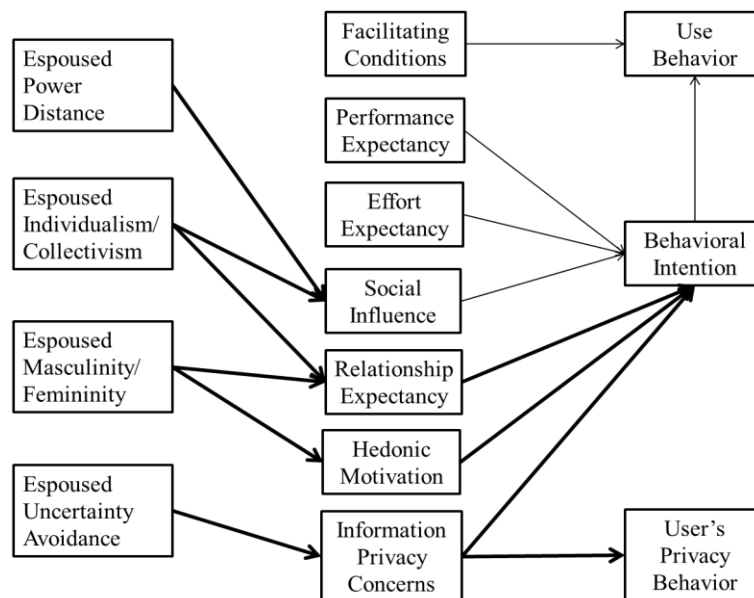 Espoused
Power
Distance
Espoused
Individualism/
Collectivism
Espoused
Masculinity/
Femininity
Espoused
Uncertainty
Avoidance
Facilitating
Conditions
Performance
Expectancy
Effort
Expectancy
Social
Influence
Relationship
Expectancy
Hedonic
Motivation
Information
Privacy
Concerns
Use
Behavior
Behavioral
Intention
User's
Privacy
Behavior